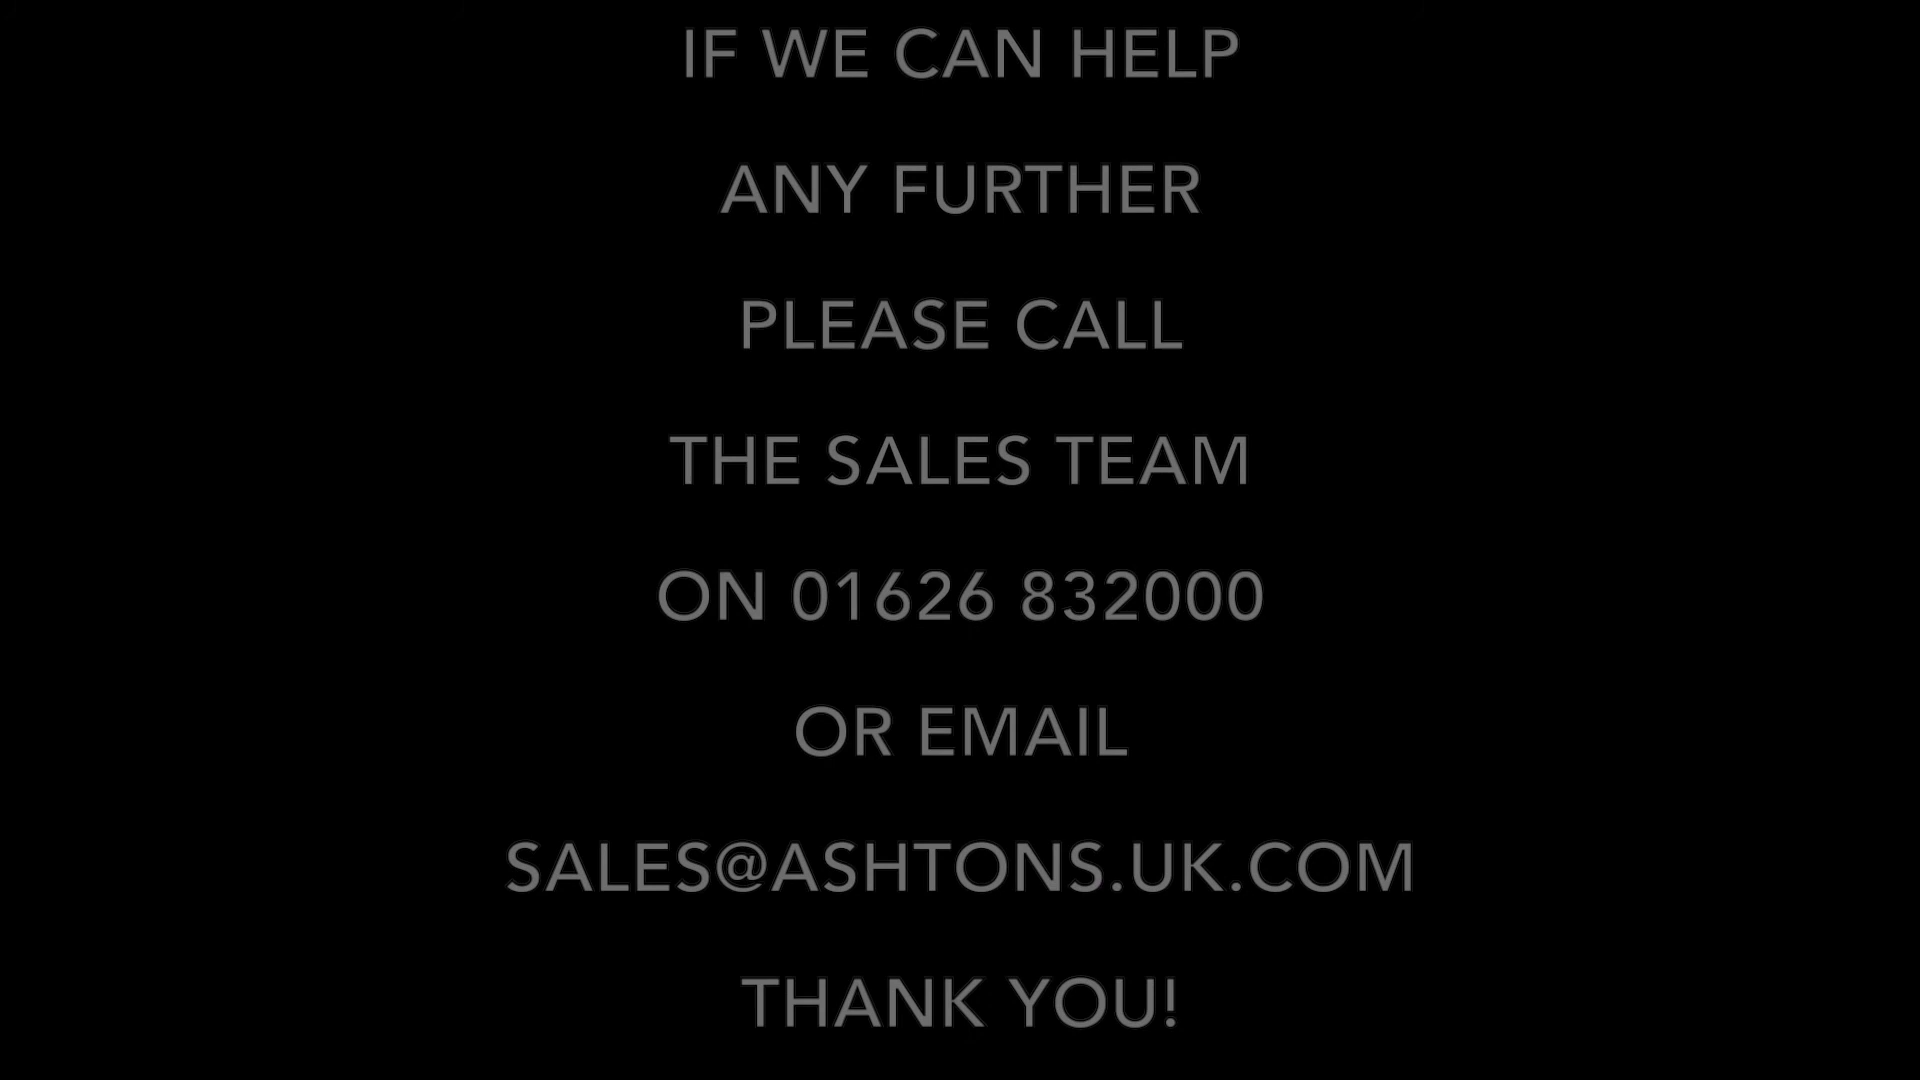 IF WE CAN HELP
ANY FURTHER
PLEASE CALL
THE SALES TEAM
ON 01626 832000
OR EMAIL
SALES@ASHTONS.UK.COM
THANK YOU!